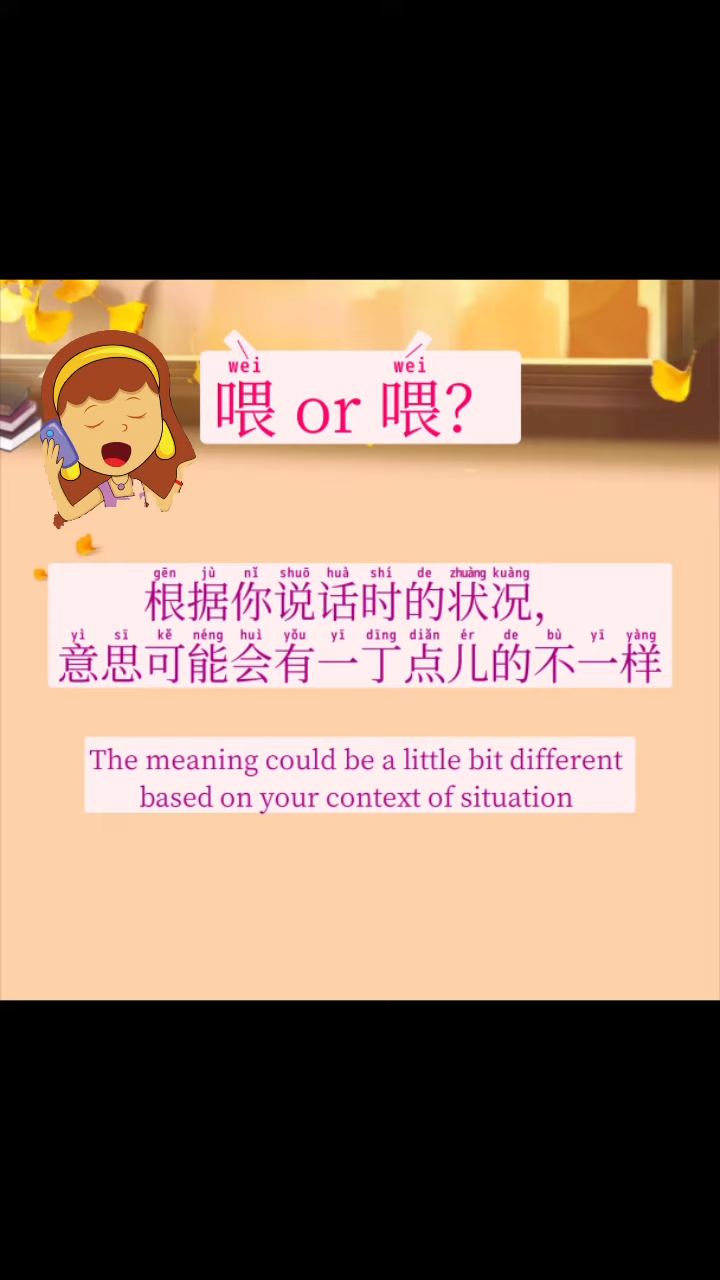 wèi wéi
喂 or 喂?
gēn jù nǐ shuō huà shí de zhuàng kuàng
根据你说话时的状况,
yì sī kě néng huì yǒu yī dīng diǎn ér de bù yī yàng
意思可能会有一丁点儿的不一样
The meaning could be a little bit different
based on your context of situation